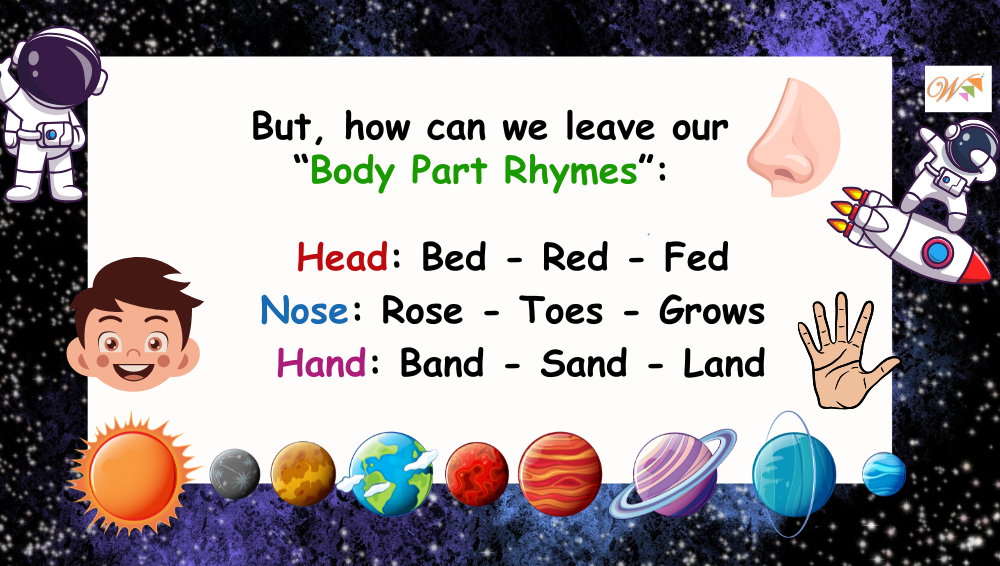 But, how can we leave our
“Body Part Rhymes”:
Head: Bed - Red - Fed
Nose: Rose - Toes - Grows
Hand: Band - Sand - Land
W